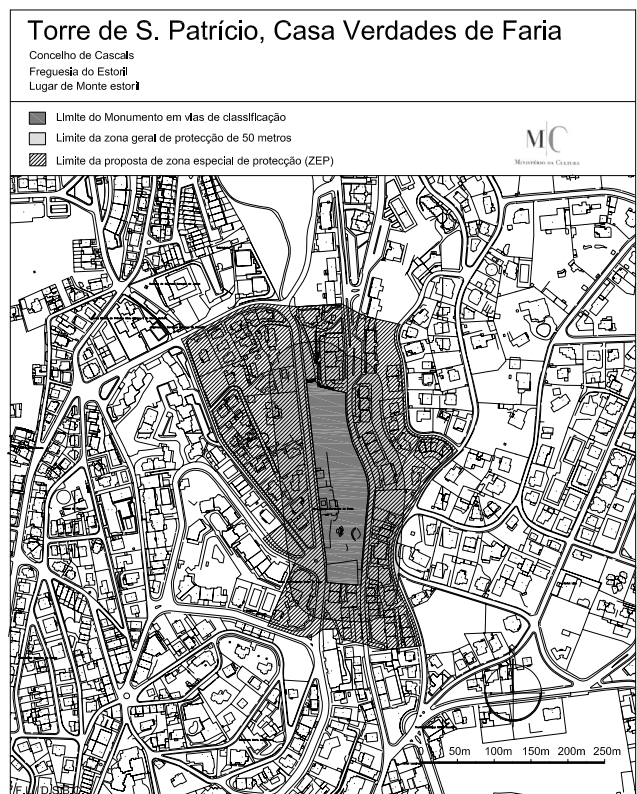 Torre de S. Patrício, Casa Verdades de Faria
Concelho de Cascais
Freguesia do Estoril
Lugar de Monte estoril
Limite do Monumento em vias de classificação
Limite da zona geral de protecção de 50 metros
Limite da proposta de zona especial de protecção (ZEP)
M|C
Ministério da Cultura
0 50m 100m 150m 200m 250m